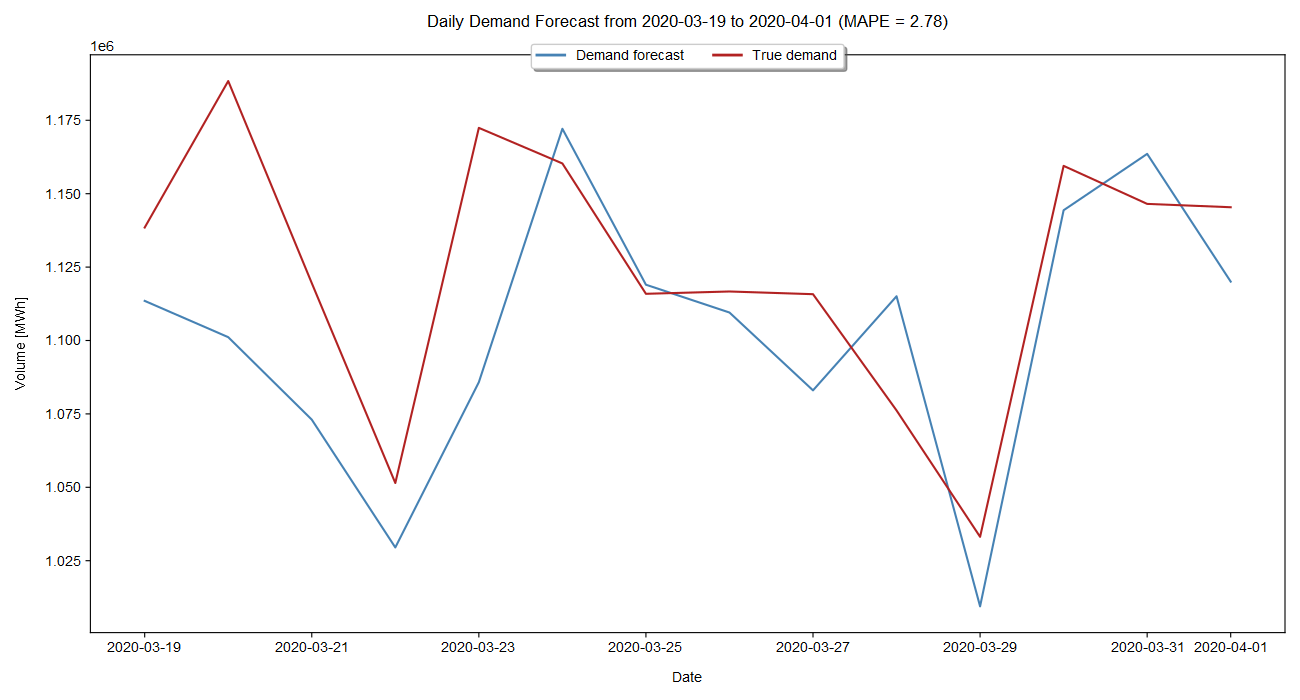 Daily Demand Forecast from 2020-03-19 to 2020-04-01 (MAPE = 2.78)
1e6
Demand forecast
True demand
1.175
1.150
1.125
1.100
1.075
1.050
1.025
Volume [MWh]
2020-03-19
2020-03-21
2020-03-23
2020-03-25
2020-03-27
2020-03-29
2020-03-31
2020-04-01
Date